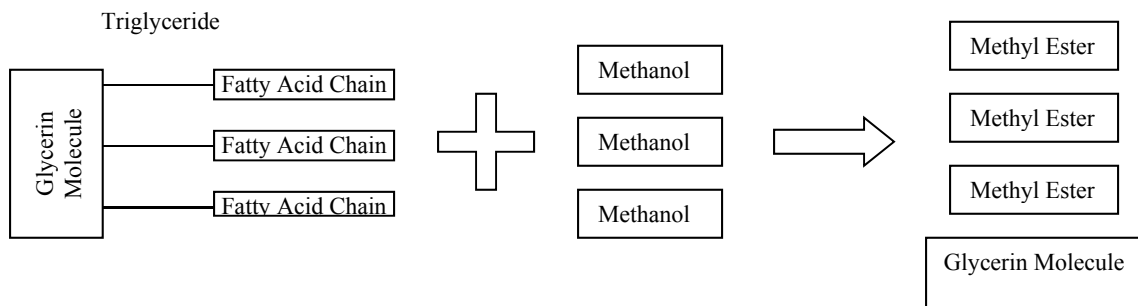 Triglyceride
Glycerin
Molecule
Fatty Acid Chain
Fatty Acid Chain
Fatty Acid Chain
Methanol
Methanol
Methanol
Methyl Ester
Methyl Ester
Methyl Ester
Glycerin Molecule